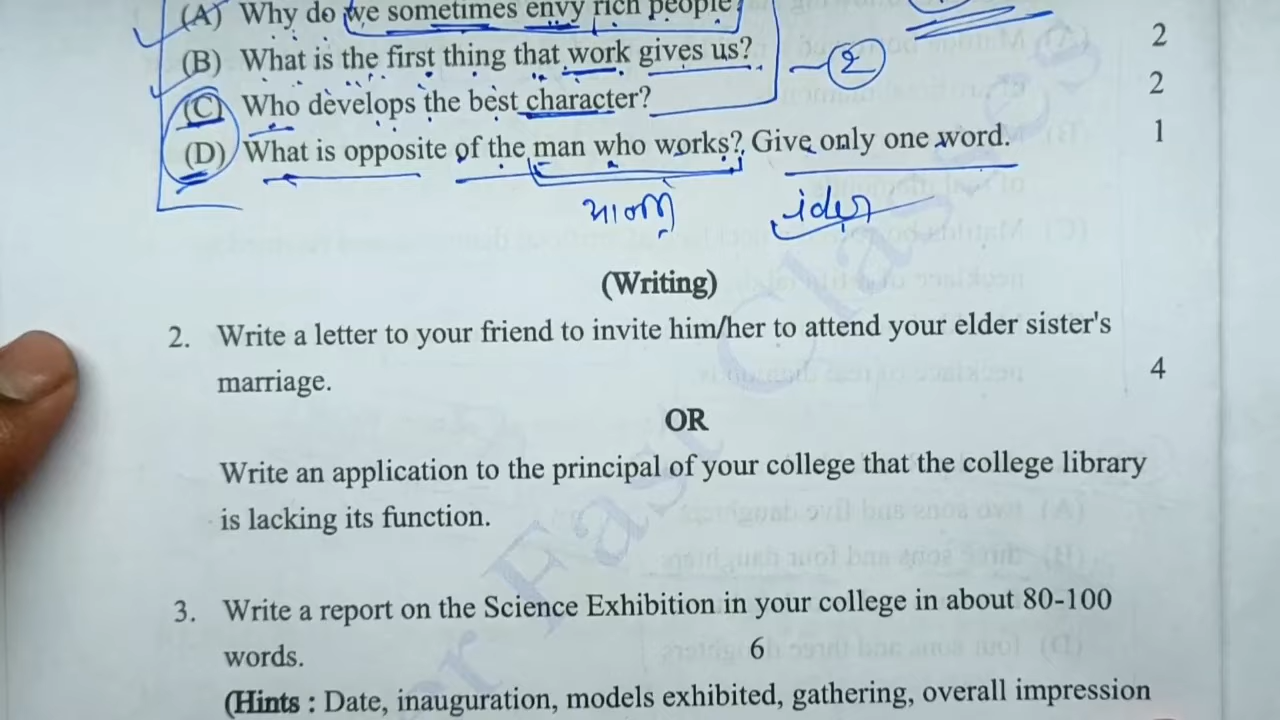 (A) Why do we sometimes envy rich people?
(B) What is the first thing that work gives us? 2
(C) Who develops the best character? 2
(D) What is opposite of the man who works? Give only one word. 1
(Writing)
2. Write a letter to your friend to invite him/her to attend your elder sister's
marriage. 4
OR
Write an application to the principal of your college that the college library
is lacking its function.
3. Write a report on the Science Exhibition in your college in about 80-100
words. 6
(Hints : Date, inauguration, models exhibited, gathering, overall impression